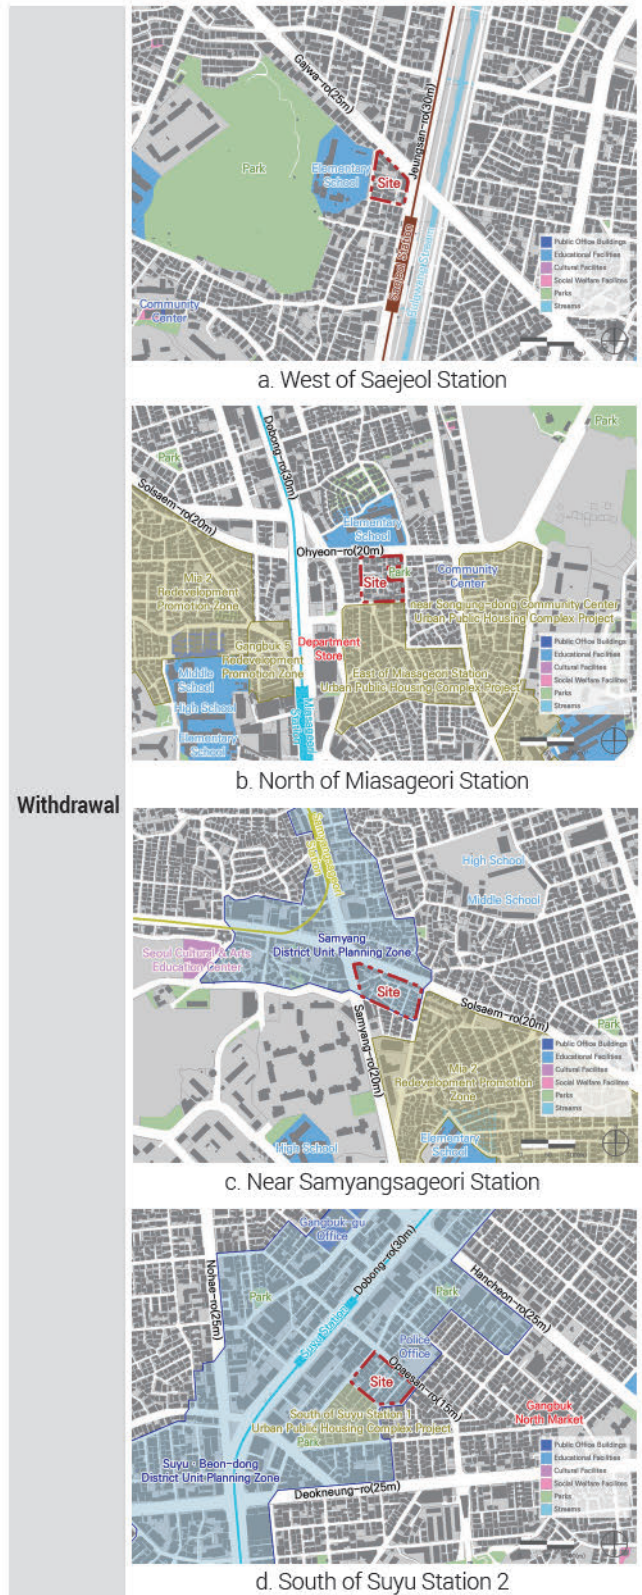 Withdrawal
Gajwa-ro(25m)
Jeungsan-ro(30m)
Park
Elementary
School
Site
Saejeol Station
Community
Center
Public Office Buildings
Educational Facilities
Cultural Facilities
Social Welfare Facilities
Parks
Streams
a. West of Saejeol Station
Dobong-ro(30m)
Park
Park
Solsaem-ro(20m)
Elementary
School
Ohyeon-ro(20m)
Mia 2
Redevelopment
Promotion Zone
Park
Site
Community
Center
near Sungjung-dong Community Center
Urban Public Housing Complex Project
Gangbuk 5
Redevelopment
Promotion Zone
Department
Store
Middle
School
High School
Elementary
School
East of Miasageori Station
Urban Public Housing Complex Project
Miasageori
Station
Public Office Buildings
Educational Facilities
Cultural Facilities
Social Welfare Facilities
Parks
Streams
b. North of Miasageori Station
Samyangsageori
Station
High School
Middle School
Samyang
District Unit Planning Zone
Seoul Cultural & Arts
Education Center
Site
Solsaem-ro(20m)
Samyang-ro(20m)
Park
Mia 2
Redevelopment Promotion
Zone
High School
Elementary
School
Public Office Buildings
Educational Facilities
Cultural Facilities
Social Welfare Facilities
Parks
Streams
c. Near Samyangsageori Station
Gangbuk-gu
Office
Dobong-ro(30m)
Nohae-ro(25m)
Hancheon-ro(25m)
Park
Park
Suyu Station
Police
Office
Site
Opaesan-ro(15m)
South of Suyu Station 1
Urban Public Housing Complex Project
Gangbuk
North Market
Park
Suyu · Beon-dong
District Unit Planning Zone
Deokneung-ro(25m)
Public Office Buildings
Educational Facilities
Cultural Facilities
Social Welfare Facilities
Parks
Streams
d. South of Suyu Station 2